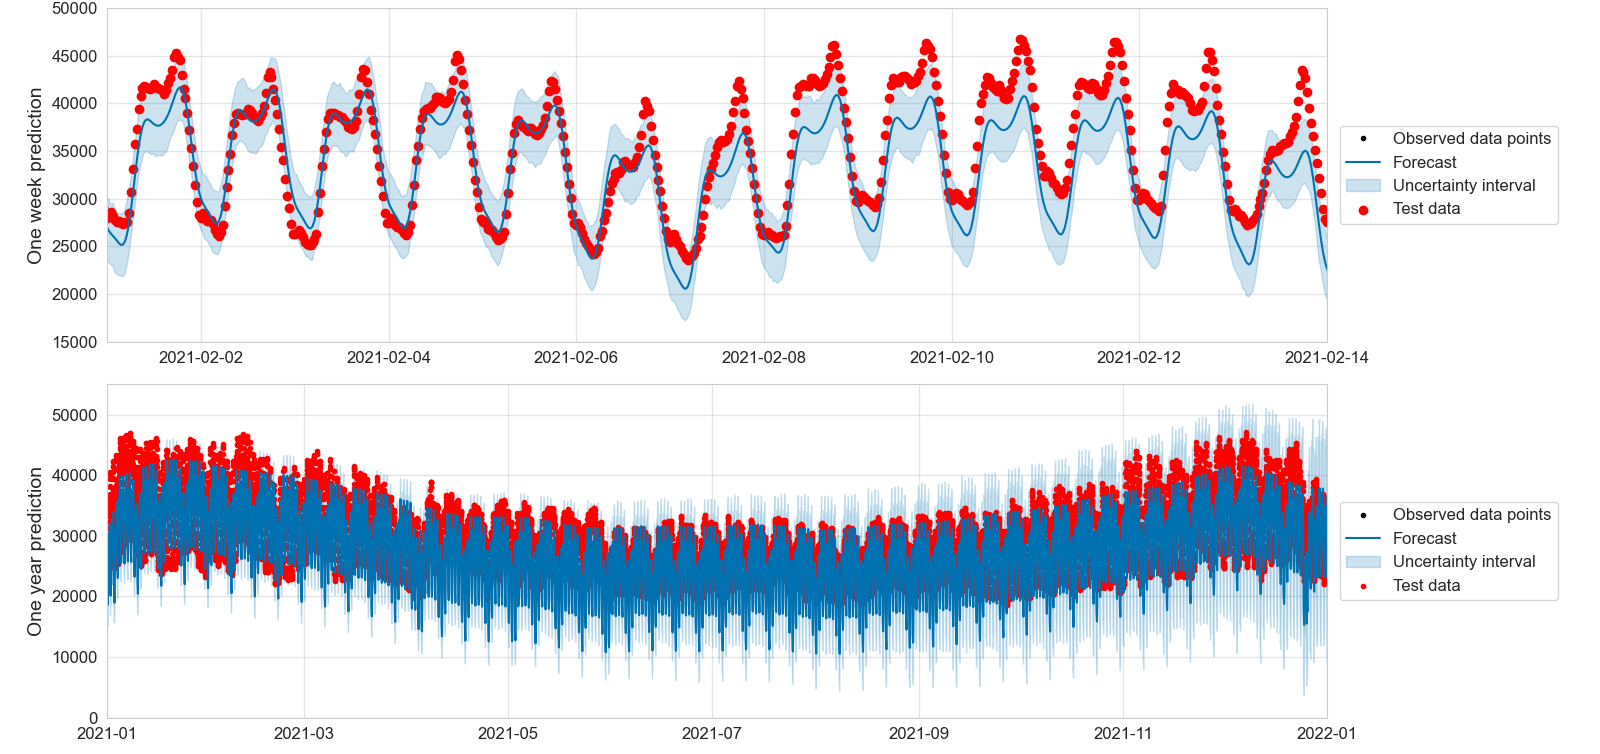 One week prediction
50000
45000
40000
35000
30000
25000
20000
15000
2021-02-02
2021-02-04
2021-02-06
2021-02-08
2021-02-10
2021-02-12
2021-02-14
Observed data points
Forecast
Uncertainty interval
Test data
One year prediction
50000
40000
30000
20000
10000
0
2021-01
2021-03
2021-05
2021-07
2021-09
2021-11
2022-01
Observed data points
Forecast
Uncertainty interval
Test data